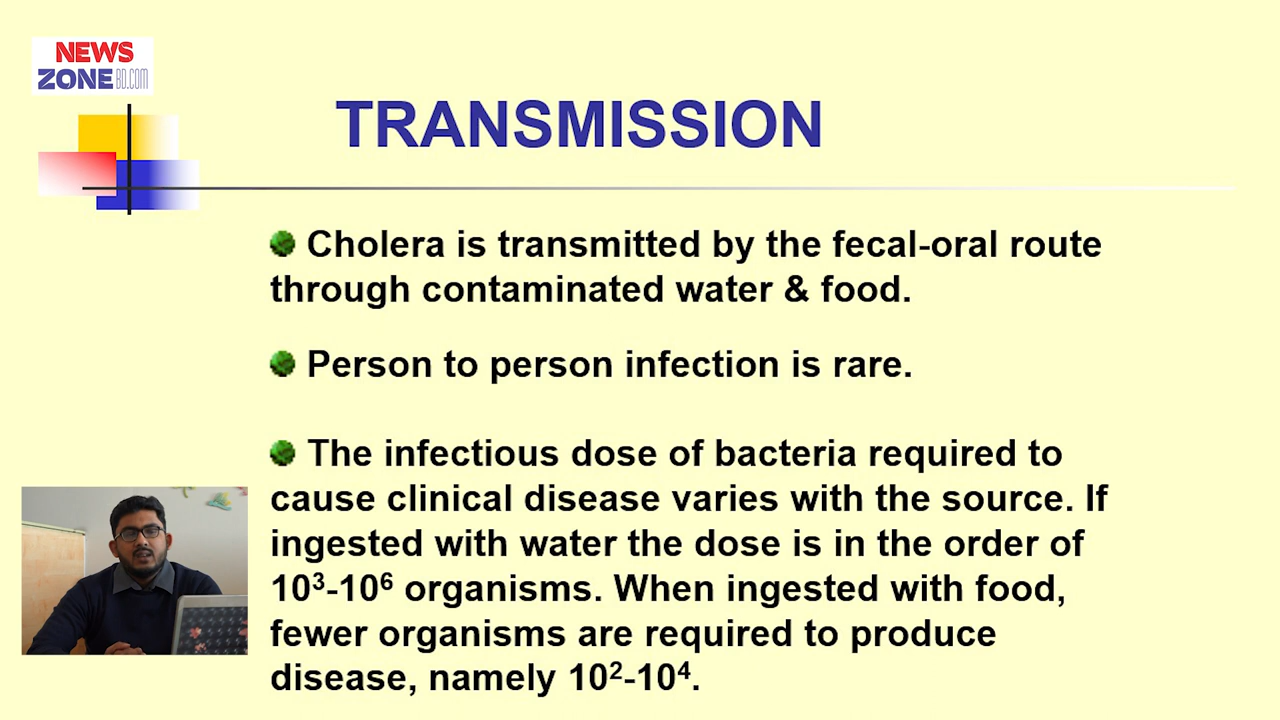 NEWS
ZONE BD.COM
TRANSMISSION
Cholera is transmitted by the fecal-oral route
through contaminated water & food.
Person to person infection is rare.
The infectious dose of bacteria required to
cause clinical disease varies with the source. If
ingested with water the dose is in the order of
10³-10⁶ organisms. When ingested with food,
fewer organisms are required to produce
disease, namely 10²-10⁴.